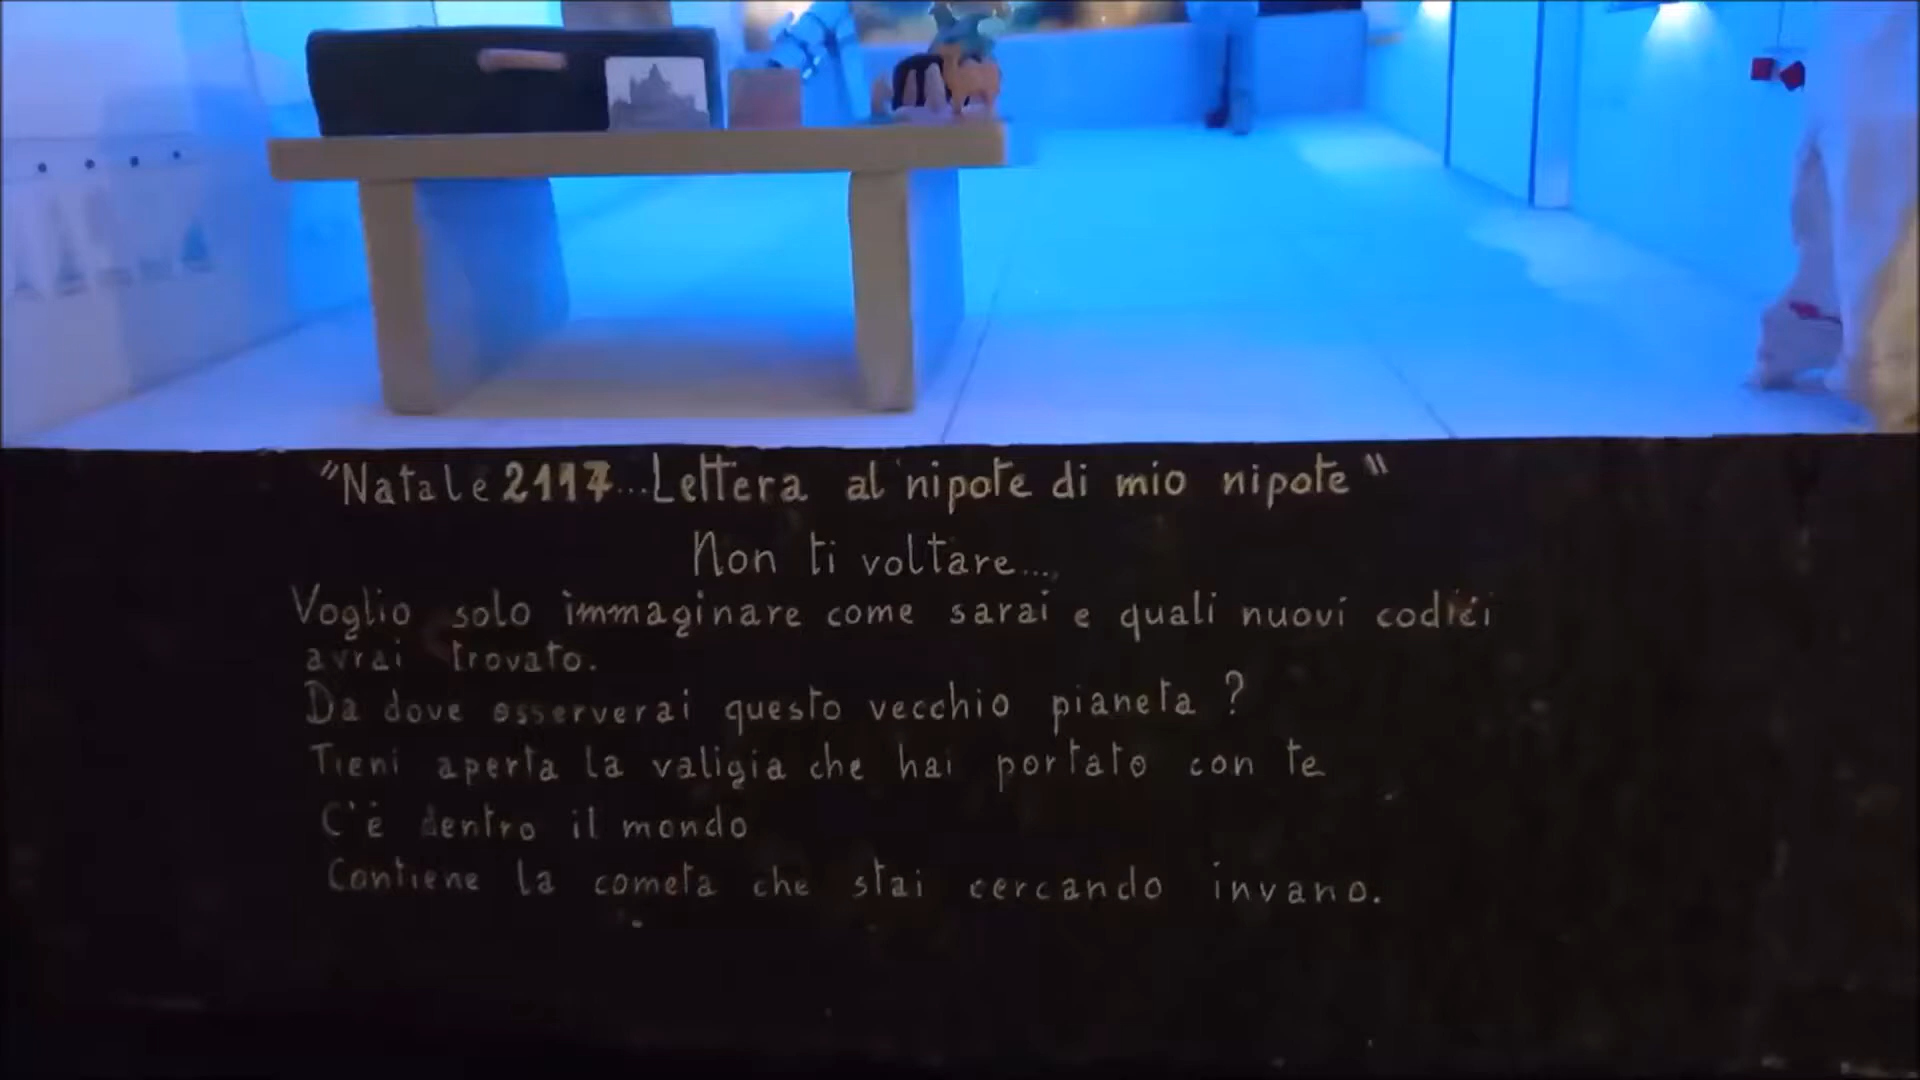 "Natale 2117...Lettera al nipote di mio nipote"
Non ti voltare...
Voglio solo immaginare come sarai e quali nuovi codici
avrai trovato.
Da dove osserverai questo vecchio pianeta ?
Tieni aperta la valigia che hai portato con te
C'è dentro il mondo
Contiene la cometa che stai cercando invano.